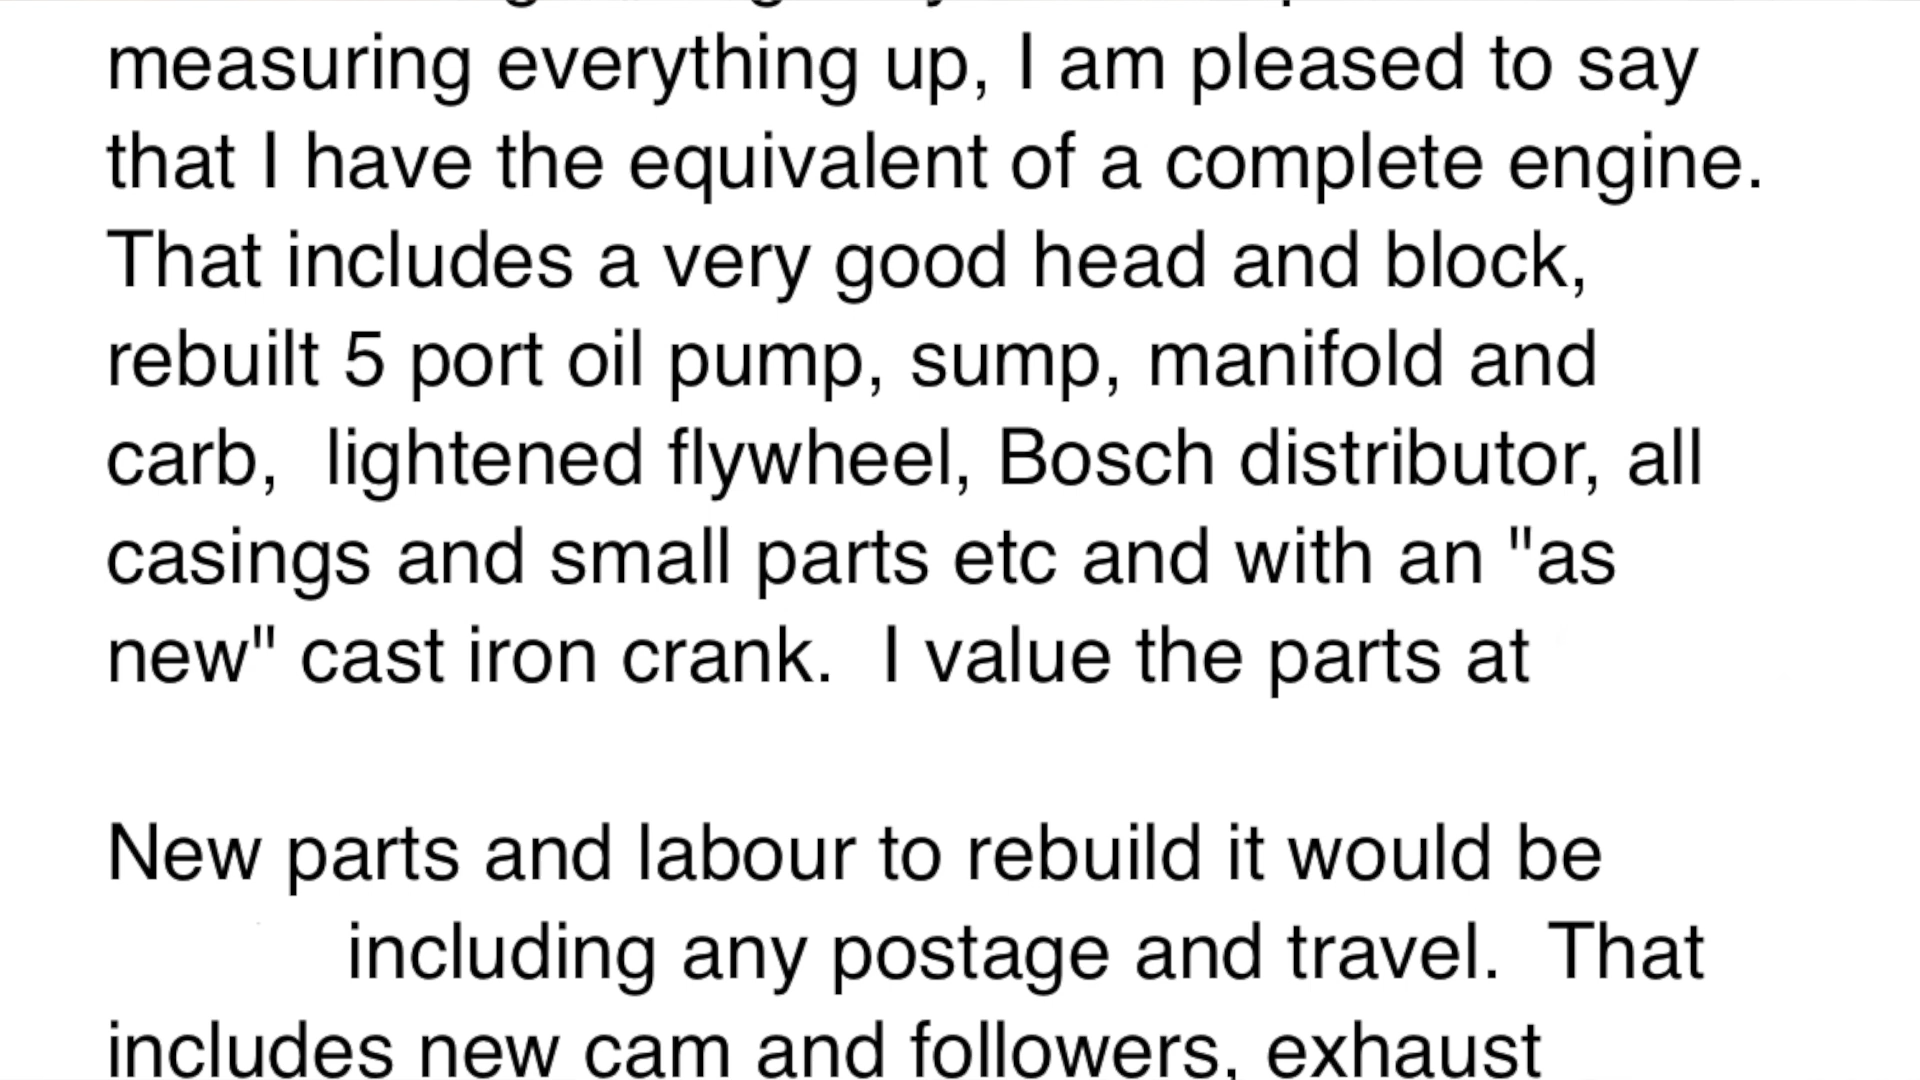 measuring everything up, I am pleased to say
that I have the equivalent of a complete engine.
That includes a very good head and block,
rebuilt 5 port oil pump, sump, manifold and
carb,  lightened flywheel, Bosch distributor, all
casings and small parts etc and with an "as
new" cast iron crank.  I value the parts at
New parts and labour to rebuild it would be
including any postage and travel.  That
includes new cam and followers, exhaust